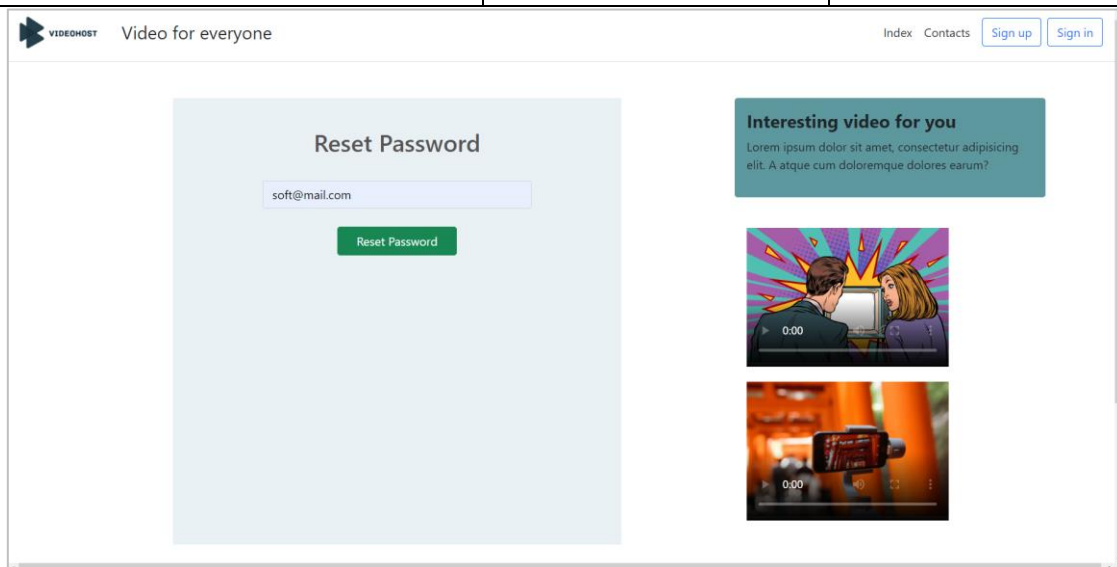 VIDEOHOST
Video for everyone
Index
Contacts
Sign up
Sign in
Reset Password
soft@mail.com
Reset Password
Interesting video for you
Lorem ipsum dolor sit amet, consectetur adipisicing
elit. A atque cum doloremque dolores earum?
0:00
0:00